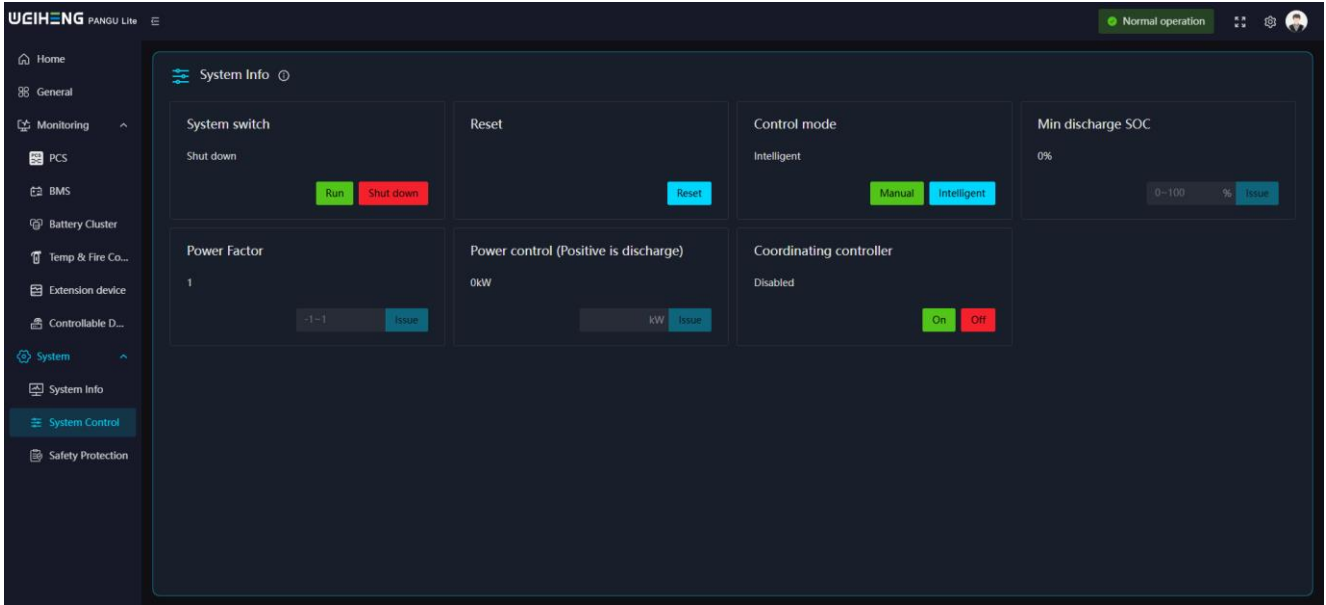 WEIHENG PANGU Lite
Normal operation
Home
General
Monitoring
PCS
BMS
Battery Cluster
Temp & Fire Co...
Extension device
Controllable D...
System
System Info
System Control
Safety Protection
System Info
System switch
Shut down
Run Shut down
Reset
Reset
Control mode
Intelligent
Manual Intelligent
Min discharge SOC
0%
0~100 % Issue
Power Factor
1
-1~1 Issue
Power control (Positive is discharge)
0kW
kW Issue
Coordinating controller
Disabled
On Off